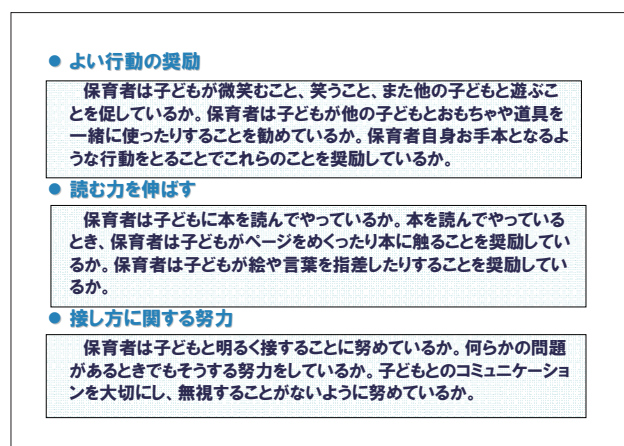 ● よい行動の奨励
保育者は子どもが微笑むこと、笑うこと、また他の子どもと遊ぶこ
とを促しているか。保育者は子どもが他の子どもとおもちゃや道具を
一緒に使ったりすることを勧めているか。保育者自身お手本となるよ
うな行動をとることでこれらのことを奨励しているか。
● 読む力を伸ばす
保育者は子どもに本を読んでやっているか。本を読んでやっている
とき、保育者は子どもがページをめくったり本に触ることを奨励してい
るか。保育者は子どもが絵や言葉を指差したりすることを奨励してい
るか。
● 接し方に関する努力
保育者は子どもと明るく接することに努めているか。何らかの問題
があるときでもそうする努力をしているか。子どもとのコミュニケーショ
ンを大切にし、無視することがないように努めているか。